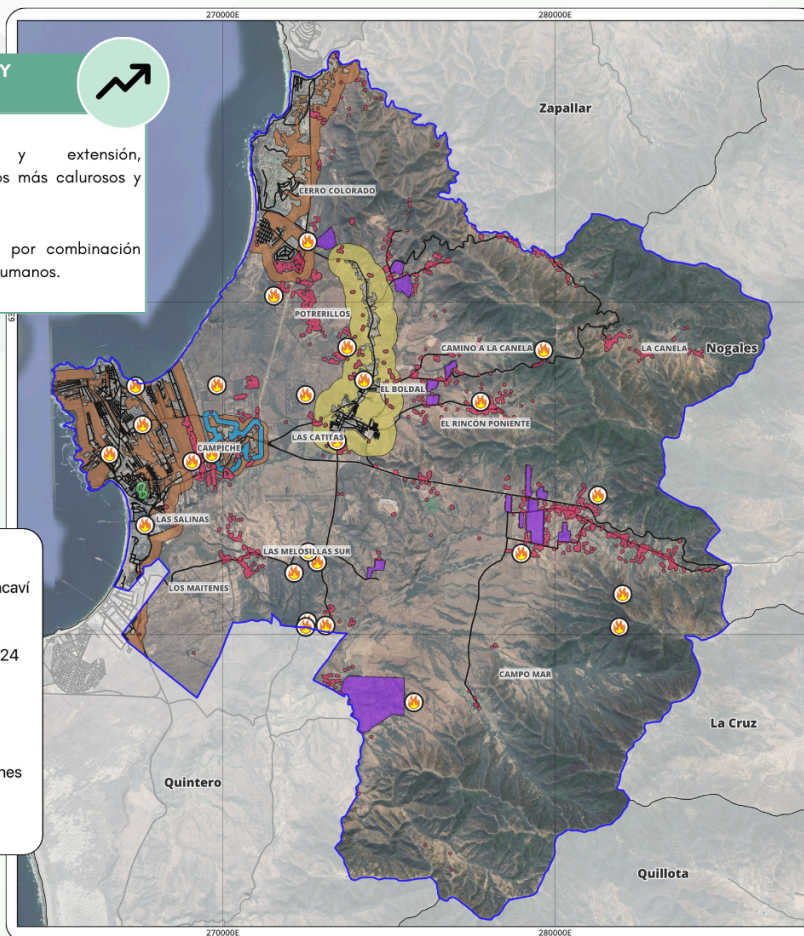 270000E
280000E
Y
y extensión,
os más calurosos y
por combinación
umanos.
Zapallar
CERRO COLORADO
POTRERILLOS
CAMINO A LA CANELA
LA CANELA
Nogales
EL BOLDAL
EL RINCÓN PONIENTE
LAS CATITAS
CAMPICHE
LAS SALINAS
LAS MELOSILLAS SUR
LOS MAITENES
CAMPO MAR
La Cruz
Quintero
Quillota
acaví
24
nes
270000E
280000E